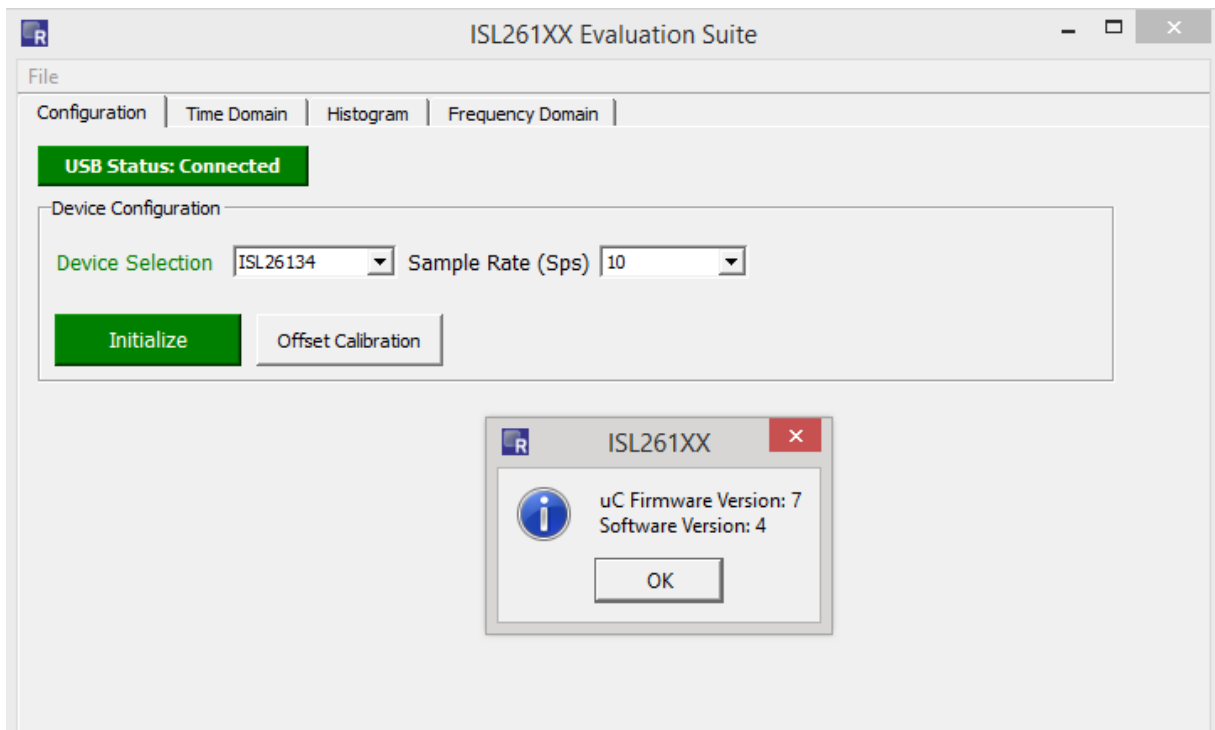 ISL261XX Evaluation Suite
File
Configuration Time Domain Histogram Frequency Domain
USB Status: Connected
Device Configuration
Device Selection ISL26134 Sample Rate (Sps) 10
Initialize Offset Calibration
R ISL261XX
uC Firmware Version: 7
Software Version: 4
OK